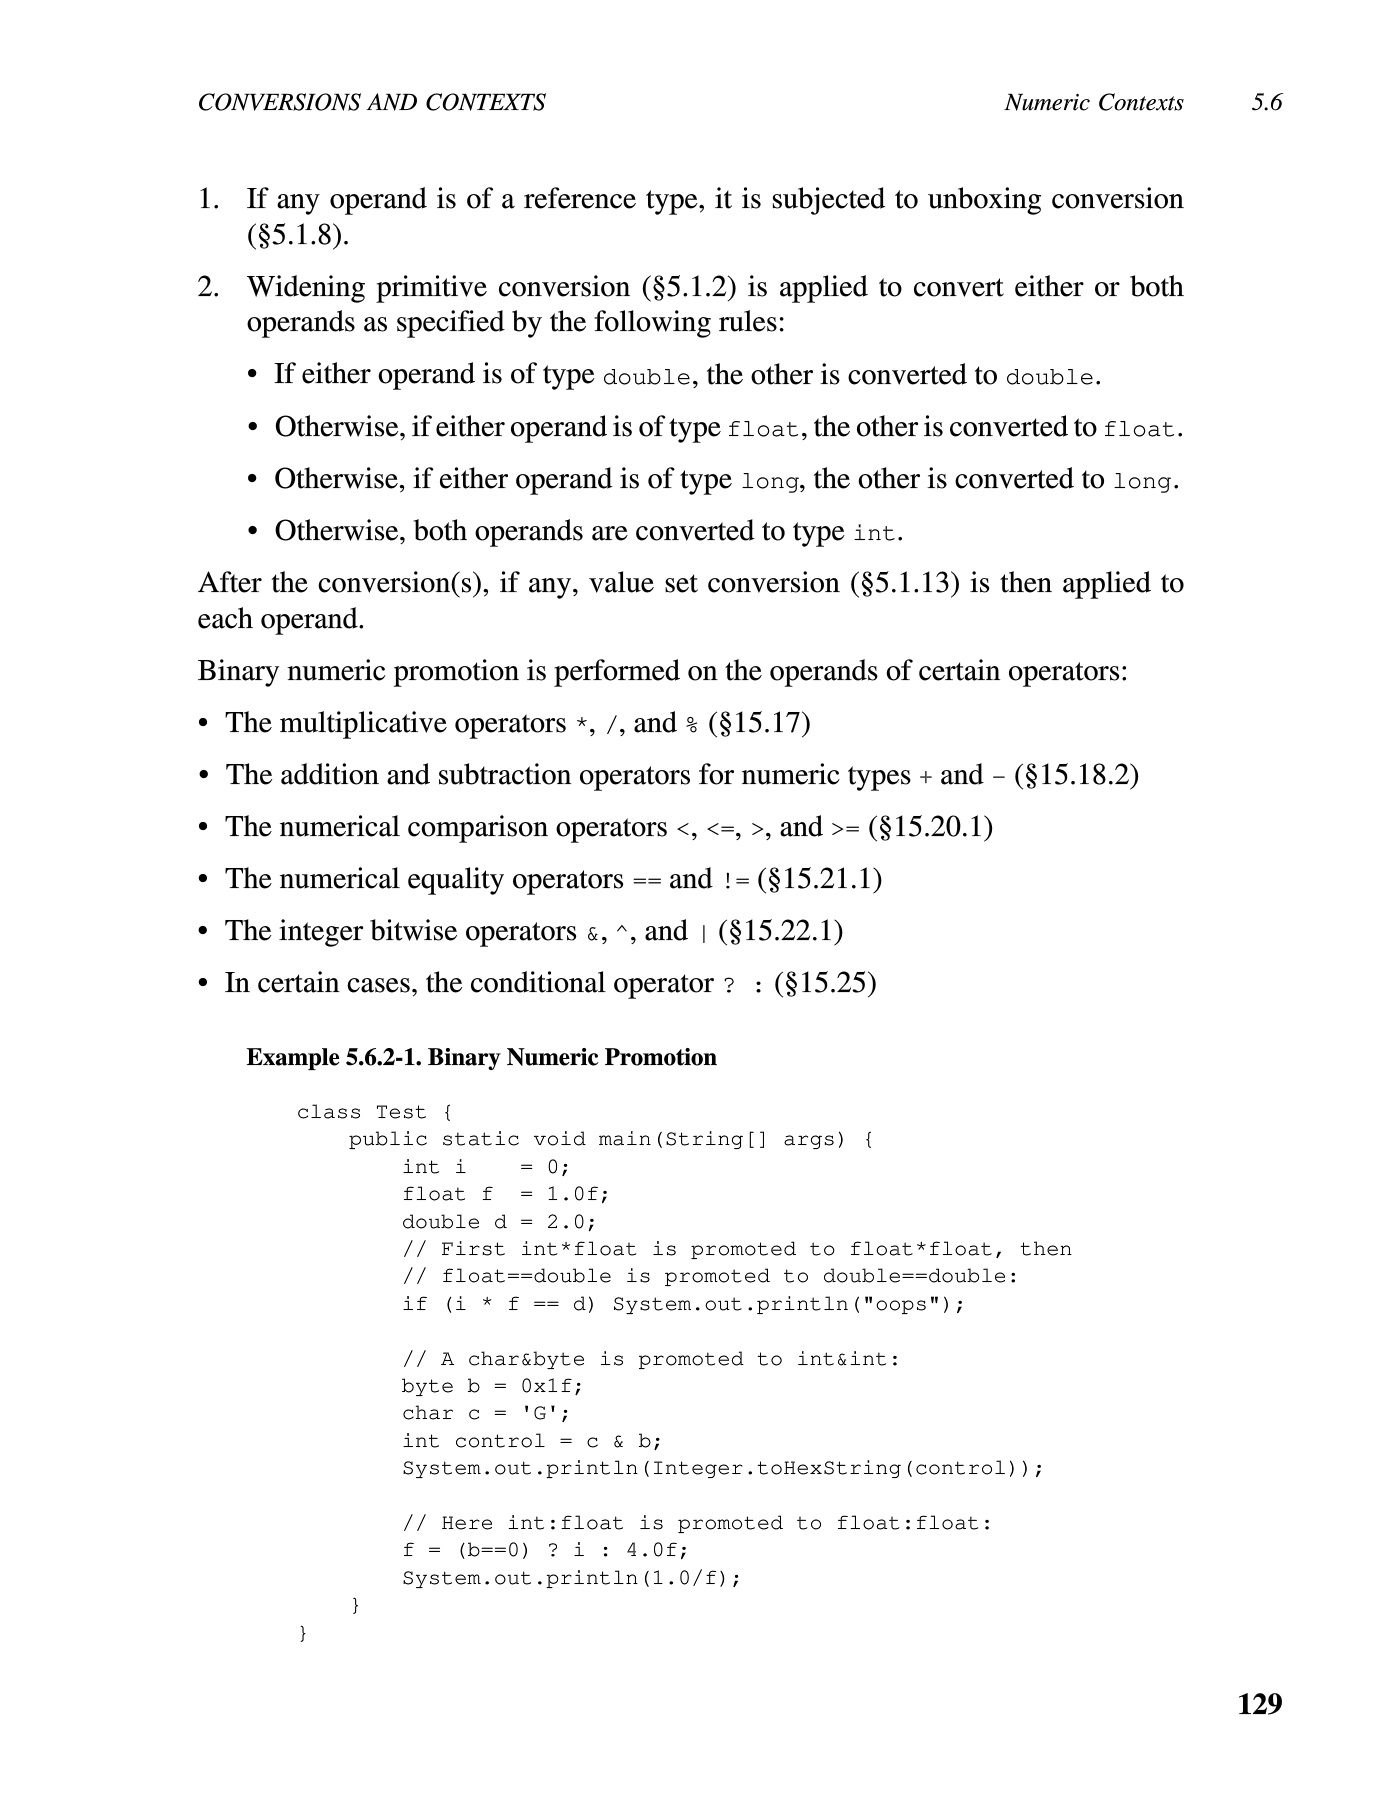 CONVERSIONS AND CONTEXTS Numeric Contexts 5.6
1. If any operand is of a reference type, it is subjected to unboxing conversion
(§5.1.8).
2. Widening primitive conversion (§5.1.2) is applied to convert either or both
operands as specified by the following rules:
• If either operand is of type double, the other is converted to double.
• Otherwise, if either operand is of type float, the other is converted to float.
• Otherwise, if either operand is of type long, the other is converted to long.
• Otherwise, both operands are converted to type int.
After the conversion(s), if any, value set conversion (§5.1.13) is then applied to
each operand.
Binary numeric promotion is performed on the operands of certain operators:
• The multiplicative operators *, /, and % (§15.17)
• The addition and subtraction operators for numeric types + and - (§15.18.2)
• The numerical comparison operators <, <=, >, and >= (§15.20.1)
• The numerical equality operators == and != (§15.21.1)
• The integer bitwise operators &, ^, and | (§15.22.1)
• In certain cases, the conditional operator ? : (§15.25)
Example 5.6.2-1. Binary Numeric Promotion
class Test {
    public static void main(String[] args) {
        int i    = 0;
        float f  = 1.0f;
        double d = 2.0;
        // First int*float is promoted to float*float, then
        // float==double is promoted to double==double:
        if (i * f == d) System.out.println("oops");
        // A char&byte is promoted to int&int:
        byte b = 0x1f;
        char c = 'G';
        int control = c & b;
        System.out.println(Integer.toHexString(control));
        // Here int:float is promoted to float:float:
        f = (b==0) ? i : 4.0f;
        System.out.println(1.0/f);
    }
}
129